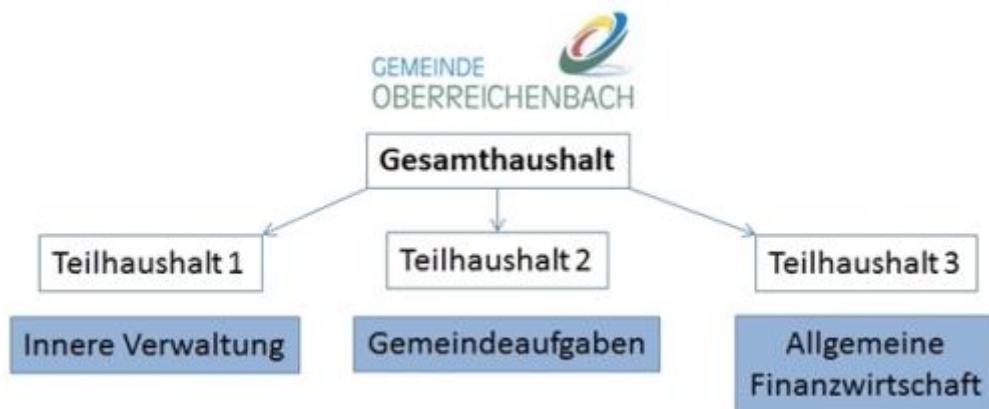 GEMEINDE
OBERREICHENBACH
Gesamthaushalt
Teilhaushalt 1
Teilhaushalt 2
Teilhaushalt 3
Innere Verwaltung
Gemeindeaufgaben
Allgemeine
Finanzwirtschaft